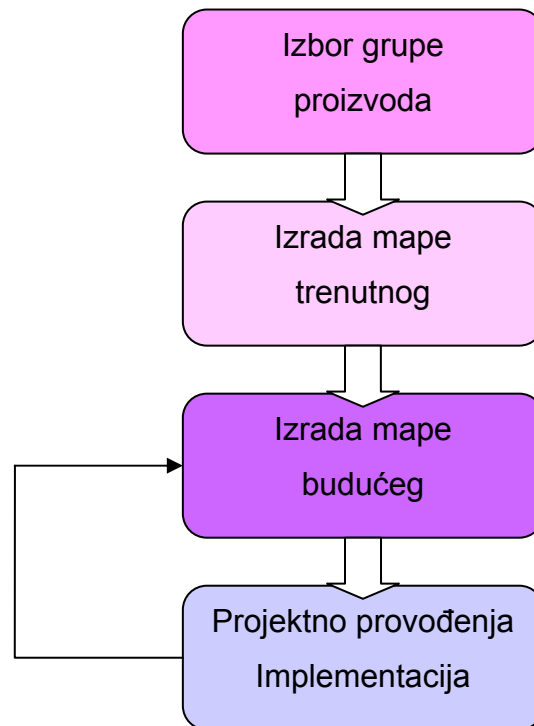 Izbor grupe
proizvoda
Izrada mape
trenutnog
Izrada mape
budućeg
Projektno provođenja
Implementacija